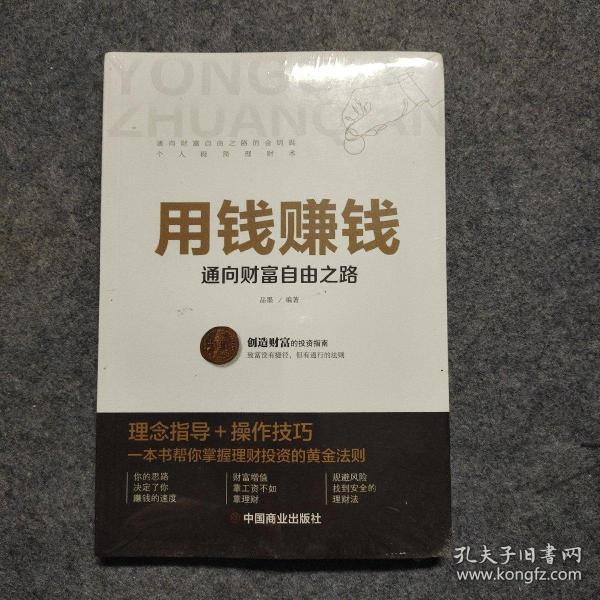 YONGQIAN
ZHUANQIAN
通向财富自由之路的金钥匙
个人投资理财术
用钱赚钱
通向财富自由之路
品墨 / 编著
创造财富的投资指南
致富没有捷径，但有通行的法则
理念指导+操作技巧
一本书帮你掌握理财投资的黄金法则
你的思路
决定了你
赚钱的速度
财富增值
靠工资不如
靠理财
规避风险
找到安全的
理财法
中国商业出版社
孔夫子旧书网
www.kongfz.com